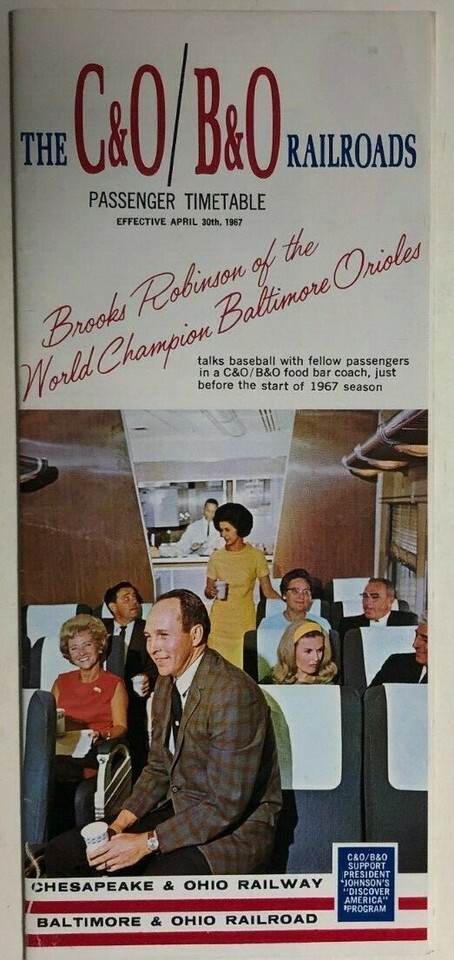 THE C&O/B&O RAILROADS
PASSENGER TIMETABLE
EFFECTIVE APRIL 30th, 1967
Brooks Robinson of the
World Champion Baltimore Orioles
talks baseball with fellow passengers
in a C&O/B&O food bar coach, just
before the start of 1967 season
C&O/B&O
SUPPORT
PRESIDENT
JOHNSON'S
"DISCOVER
AMERICA"
PROGRAM
CHESAPEAKE & OHIO RAILWAY
BALTIMORE & OHIO RAILROAD